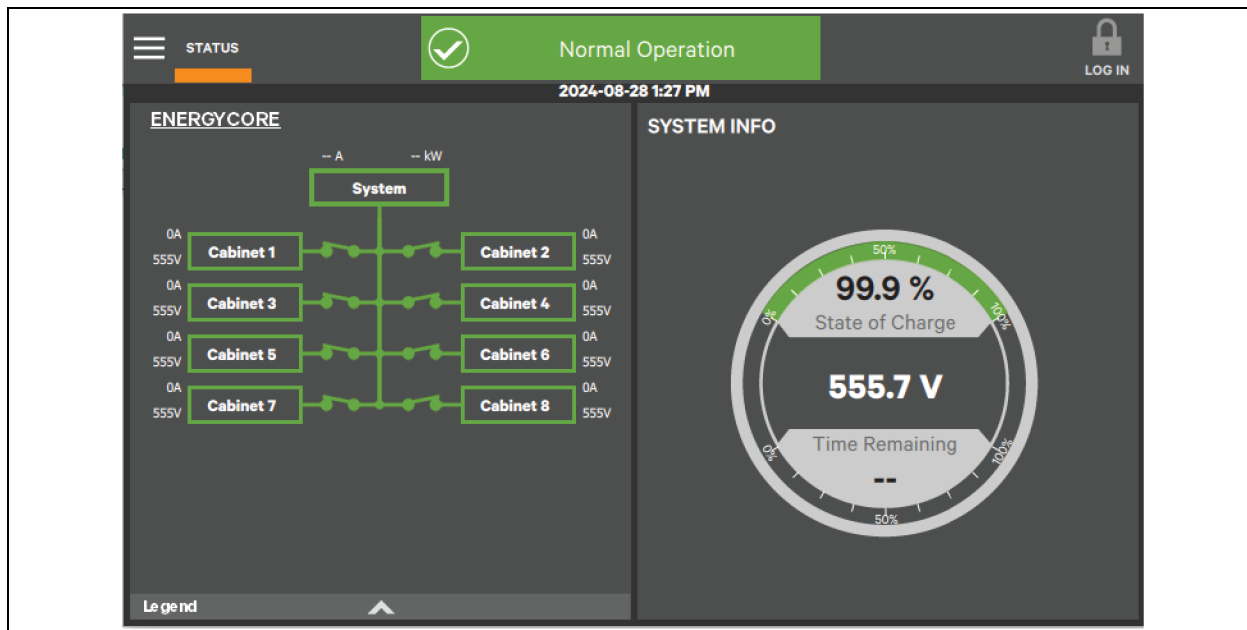 STATUS
Normal Operation
LOG IN
2024-08-28 1:27 PM
ENERGYCORE
-- A -- kW
System
0A
555V
Cabinet 1
Cabinet 2
0A
555V
0A
555V
Cabinet 3
Cabinet 4
0A
555V
0A
555V
Cabinet 5
Cabinet 6
0A
555V
0A
555V
Cabinet 7
Cabinet 8
0A
555V
Legend
SYSTEM INFO
50%
0%
100%
99.9 %
State of Charge
555.7 V
Time Remaining
--
0%
100%
50%